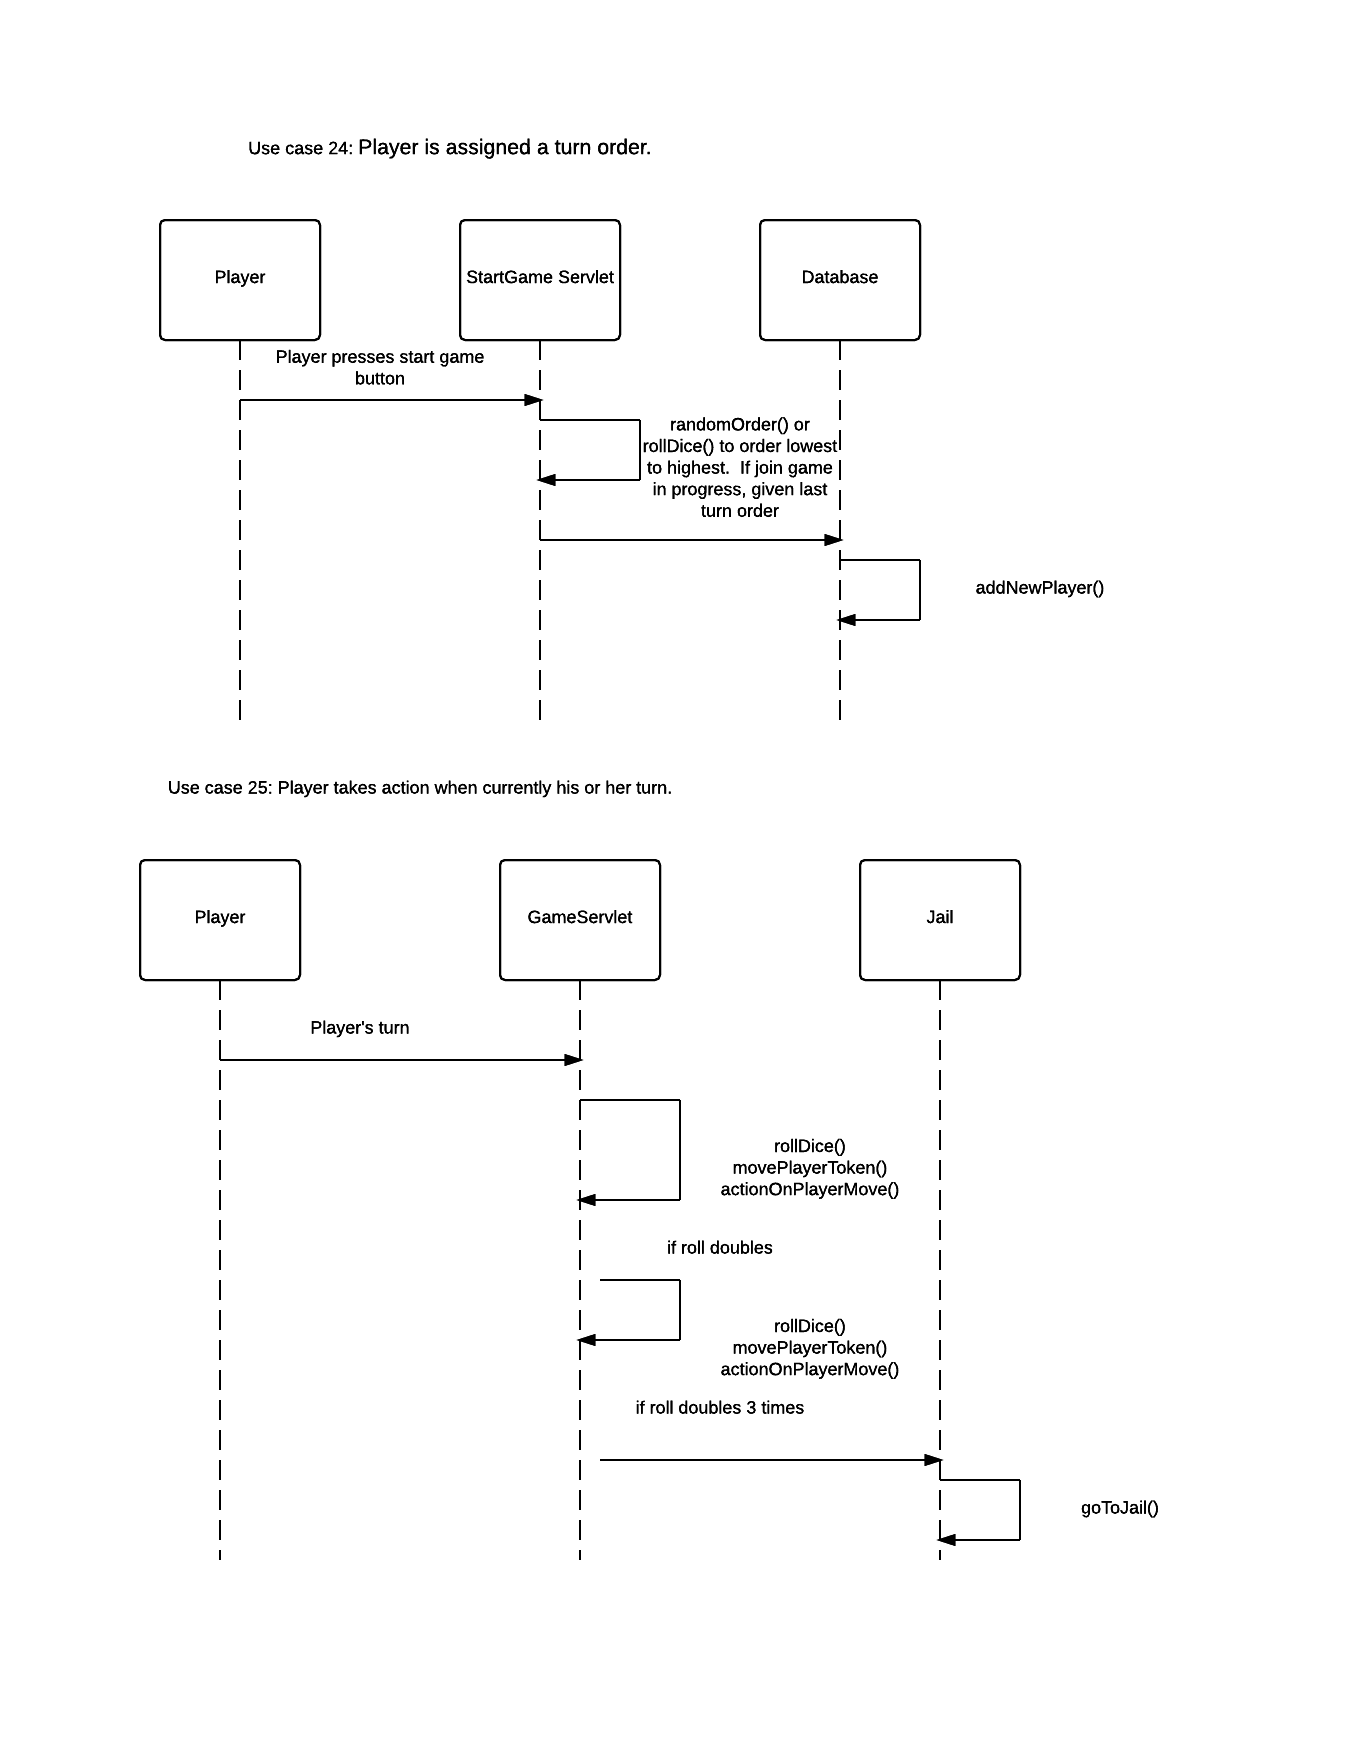 Use case 24: Player is assigned a turn order.
Player
StartGame Servlet
Database
Player presses start game
button
randomOrder() or
rollDice() to order lowest
to highest.  If join game
in progress, given last
turn order
addNewPlayer()
Use case 25: Player takes action when currently his or her turn.
Player
GameServlet
Jail
Player's turn
rollDice()
movePlayerToken()
actionOnPlayerMove()
if roll doubles
rollDice()
movePlayerToken()
actionOnPlayerMove()
if roll doubles 3 times
goToJail()